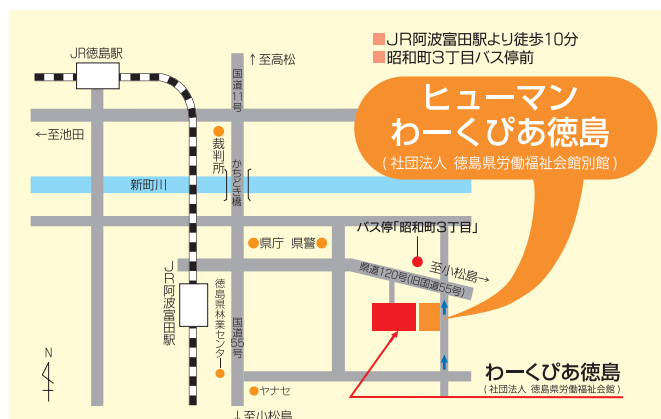 ■JR阿波富田駅より徒歩10分
■昭和町3丁目バス停前
JR徳島駅
↑至高松
国道11号
ヒューマン
わーくぴあ徳島
(社団法人 徳島県労働福祉会館別館)
←至池田
裁判所
かちどき橋
新町川
バス停「昭和町3丁目」
県庁 県警
至小松島→
県道120号(旧国道55号)
JR阿波富田駅
徳島県林業センター
国道55号
N
わーくぴあ徳島
(社団法人 徳島県労働福祉会館)
ヤナセ
↓至小松島